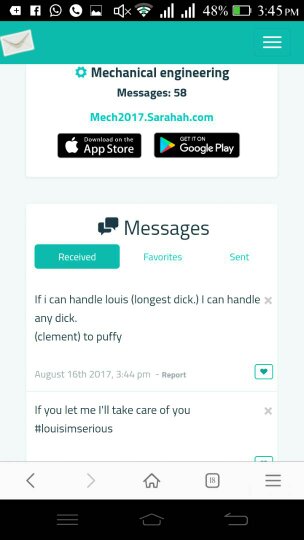 48% 3:45 PM
Mechanical engineering
Messages: 58
Mech2017.Sarahah.com
Download on the
App Store
GET IT ON
Google Play
Messages
Received Favorites Sent
If i can handle louis (longest dick.) I can handle
any dick.
(clement) to puffy
August 16th 2017, 3:44 pm - Report
If you let me I'll take care of you
#louisimserious
18